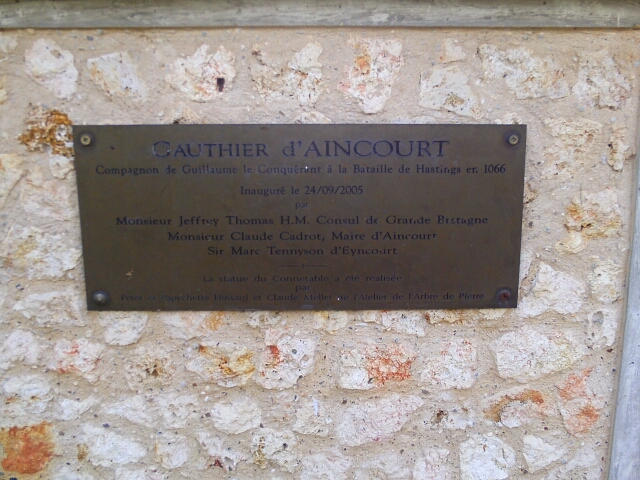 GAUTHIER d'AINCOURT
Compagnon de Guillaume le Conquérant à la Bataille de Hastings en 1066
Inauguré le 24/09/2005
par
Monsieur Jeffrey Thomas H.M. Consul de Grande Bretagne
Monsieur Claude Cadrot, Maire d'Aincourt
Sir Marc Tennyson d'Eyncourt
La statue du Connétable a été réalisée
par
et Claude Meller de l'Atelier de l'Arbre de Pierre